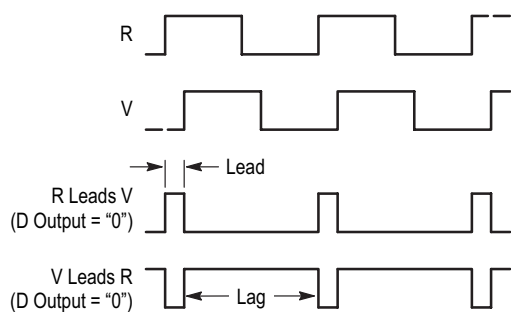 R
V
Lead
R Leads V
(D Output = “0”)
V Leads R
(D Output = “0”)
Lag